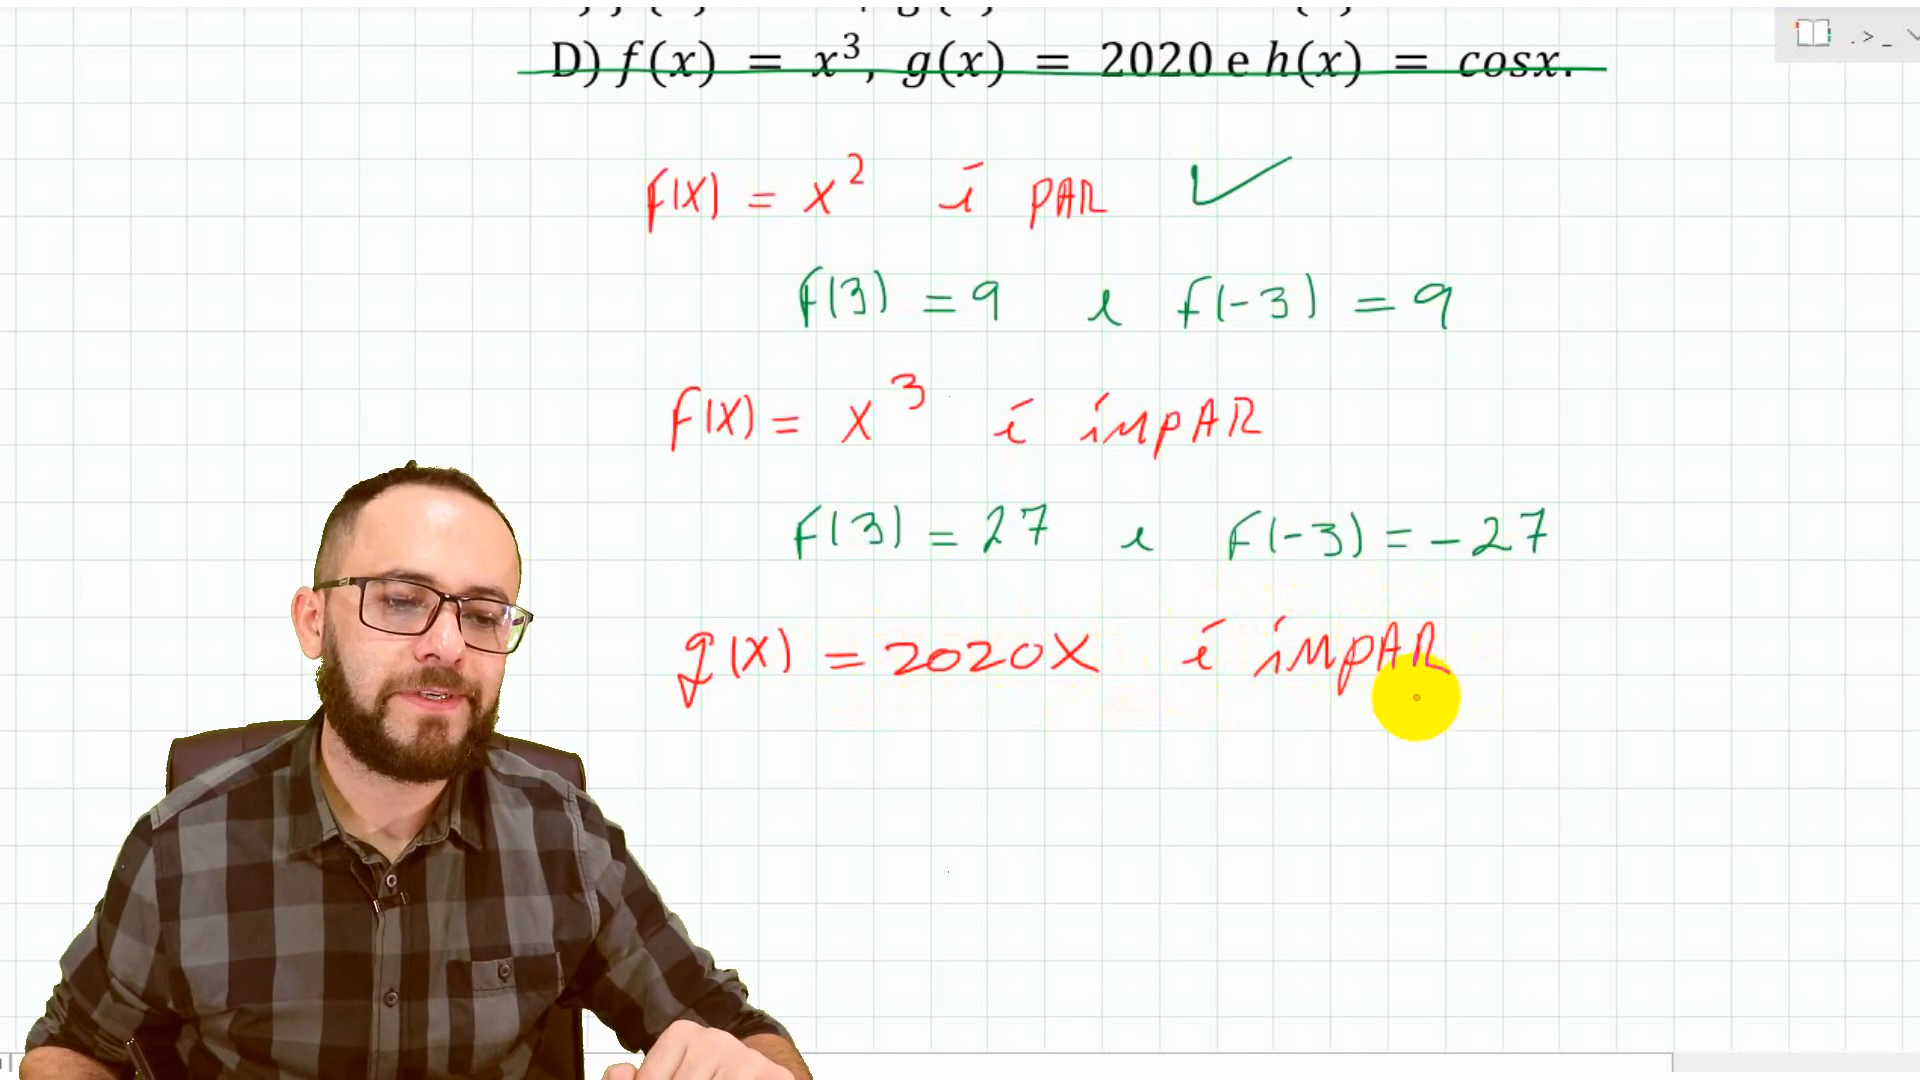 D) f(x) = x³, g(x) = 2020 e h(x) = cosx.
F(X) = X² é PAR
F(3) = 9 e F(-3) = 9
F(X) = X³ é ímpAR
F(3) = 27 e F(-3) = -27
g(X) = 2020X é ímpAR